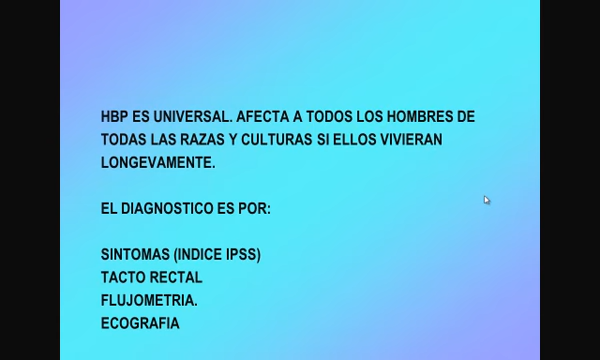 HBP ES UNIVERSAL. AFECTA A TODOS LOS HOMBRES DE
TODAS LAS RAZAS Y CULTURAS SI ELLOS VIVIERAN
LONGEVAMENTE.
EL DIAGNOSTICO ES POR:
SINTOMAS (INDICE IPSS)
TACTO RECTAL
FLUJOMETRIA.
ECOGRAFIA